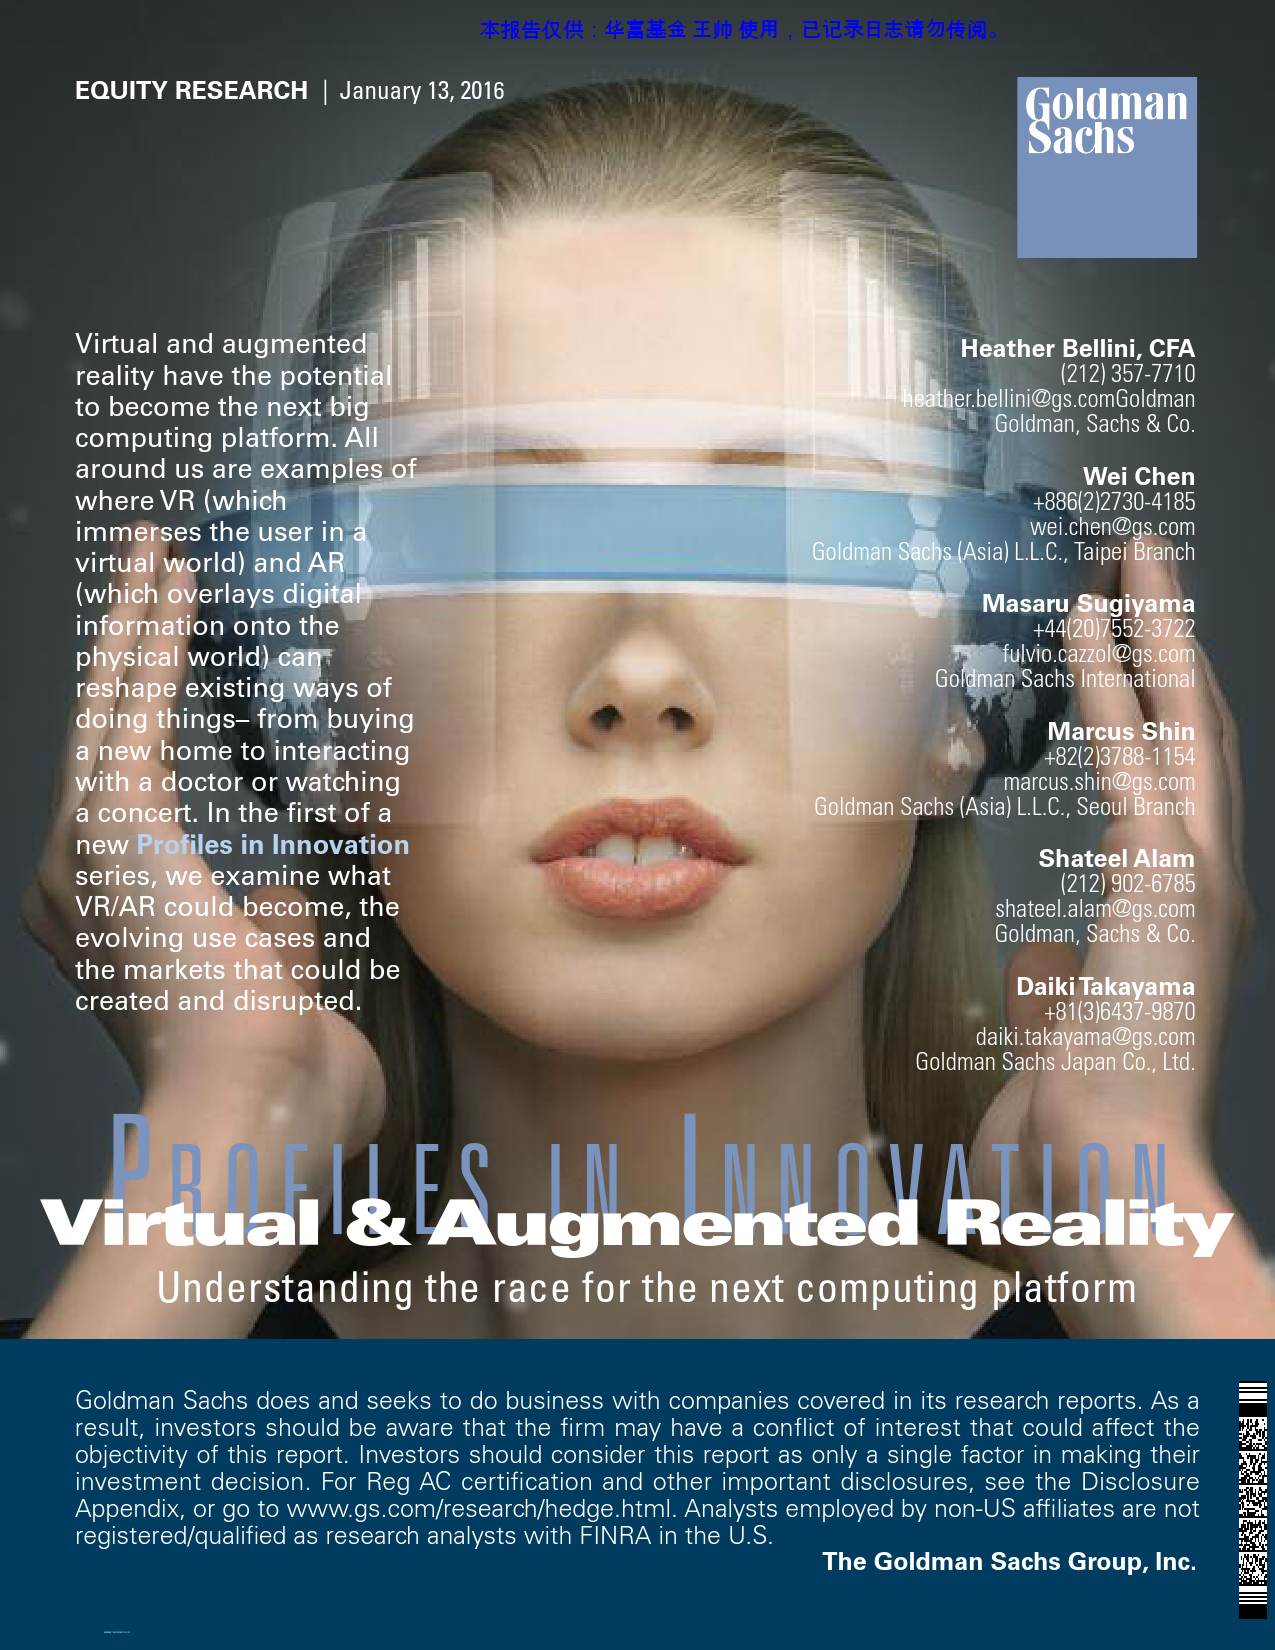 本报告仅供：华富基金 王帅 使用，已记录日志请勿传阅。
EQUITY RESEARCH | January 13, 2016
Goldman
Sachs
Virtual and augmented
reality have the potential
to become the next big
computing platform. All
around us are examples of
where VR (which
immerses the user in a
virtual world) and AR
(which overlays digital
information onto the
physical world) can
reshape existing ways of
doing things– from buying
a new home to interacting
with a doctor or watching
a concert. In the first of a
new Profiles in Innovation
series, we examine what
VR/AR could become, the
evolving use cases and
the markets that could be
created and disrupted.
Heather Bellini, CFA
(212) 357-7710
heather.bellini@gs.comGoldman
Goldman, Sachs & Co.
Wei Chen
+886(2)2730-4185
wei.chen@gs.com
Goldman Sachs (Asia) L.L.C., Taipei Branch
Masaru Sugiyama
+44(20)7552-3722
fulvio.cazzol@gs.com
Goldman Sachs International
Marcus Shin
+82(2)3788-1154
marcus.shin@gs.com
Goldman Sachs (Asia) L.L.C., Seoul Branch
Shateel Alam
(212) 902-6785
shateel.alam@gs.com
Goldman, Sachs & Co.
Daiki Takayama
+81(3)6437-9870
daiki.takayama@gs.com
Goldman Sachs Japan Co., Ltd.
PROFILES IN INNOVATION
Virtual & Augmented Reality
Understanding the race for the next computing platform
Goldman Sachs does and seeks to do business with companies covered in its research reports. As a
result, investors should be aware that the firm may have a conflict of interest that could affect the
objectivity of this report. Investors should consider this report as only a single factor in making their
investment decision. For Reg AC certification and other important disclosures, see the Disclosure
Appendix, or go to www.gs.com/research/hedge.html. Analysts employed by non-US affiliates are not
registered/qualified as research analysts with FINRA in the U.S.
The Goldman Sachs Group, Inc.